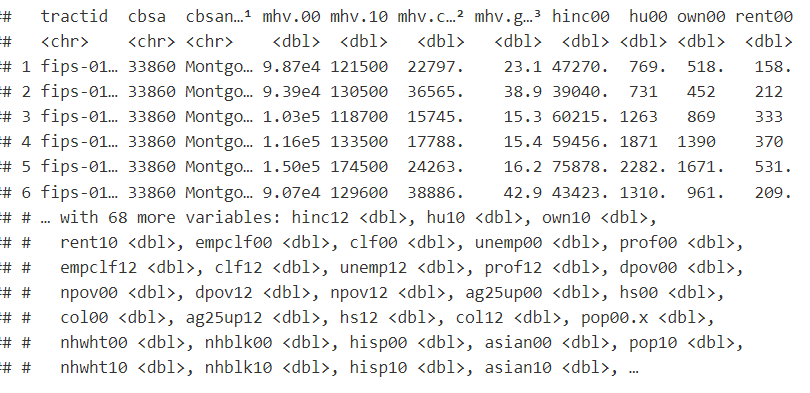 ## tractid cbsa cbsan…¹ mhv.00 mhv.10 mhv.c…² mhv.g…³ hinc00 hu00 own00 rent00
## <chr> <chr> <chr> <dbl> <dbl> <dbl> <dbl> <dbl> <dbl> <dbl> <dbl>
## 1 fips-01… 33860 Montgo… 9.87e4 121500 22797. 23.1 47270. 769. 518. 158.
## 2 fips-01… 33860 Montgo… 9.39e4 130500 36565. 38.9 39040. 731 452 212
## 3 fips-01… 33860 Montgo… 1.03e5 118700 15745. 15.3 60215. 1263 869 333
## 4 fips-01… 33860 Montgo… 1.16e5 133500 17788. 15.4 59456. 1871 1390 370
## 5 fips-01… 33860 Montgo… 1.50e5 174500 24263. 16.2 75878. 2282. 1671. 531.
## 6 fips-01… 33860 Montgo… 9.07e4 129600 38886. 42.9 43423. 1310. 961. 209.
## # … with 68 more variables: hinc12 <dbl>, hu10 <dbl>, own10 <dbl>,
## # rent10 <dbl>, empclf00 <dbl>, clf00 <dbl>, unemp00 <dbl>, prof00 <dbl>,
## # empclf12 <dbl>, clf12 <dbl>, unemp12 <dbl>, prof12 <dbl>, dpov00 <dbl>,
## # npov00 <dbl>, dpov12 <dbl>, npov12 <dbl>, ag25up00 <dbl>, hs00 <dbl>,
## # col00 <dbl>, ag25up12 <dbl>, hs12 <dbl>, col12 <dbl>, pop00.x <dbl>,
## # nhwht00 <dbl>, nhblk00 <dbl>, hisp00 <dbl>, asian00 <dbl>, pop10 <dbl>,
## # nhwht10 <dbl>, nhblk10 <dbl>, hisp10 <dbl>, asian10 <dbl>, …